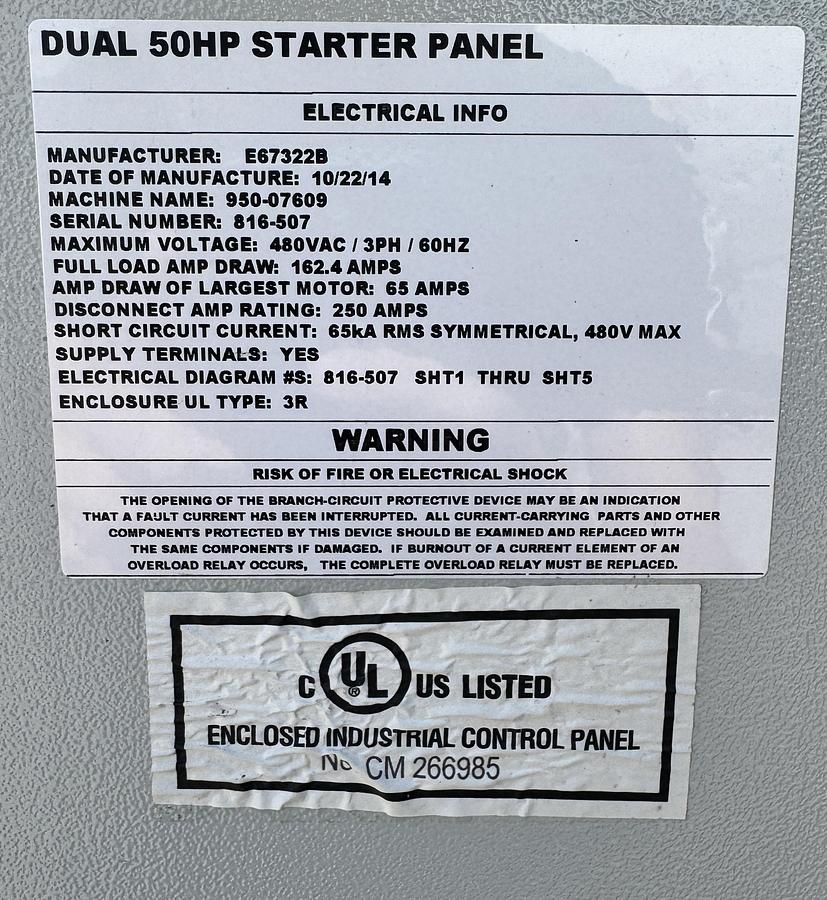 DUAL 50HP STARTER PANEL
ELECTRICAL INFO
MANUFACTURER: E67322B
DATE OF MANUFACTURE: 10/22/14
MACHINE NAME: 950-07609
SERIAL NUMBER: 816-507
MAXIMUM VOLTAGE: 480VAC / 3PH / 60HZ
FULL LOAD AMP DRAW: 162.4 AMPS
AMP DRAW OF LARGEST MOTOR: 65 AMPS
DISCONNECT AMP RATING: 250 AMPS
SHORT CIRCUIT CURRENT: 65kA RMS SYMMETRICAL, 480V MAX
SUPPLY TERMINALS: YES
ELECTRICAL DIAGRAM #S: 816-507 SHT1 THRU SHT5
ENCLOSURE UL TYPE: 3R
WARNING
RISK OF FIRE OR ELECTRICAL SHOCK
THE OPENING OF THE BRANCH-CIRCUIT PROTECTIVE DEVICE MAY BE AN INDICATION
THAT A FAULT CURRENT HAS BEEN INTERRUPTED. ALL CURRENT-CARRYING PARTS AND OTHER
COMPONENTS PROTECTED BY THIS DEVICE SHOULD BE EXAMINED AND REPLACED WITH
THE SAME COMPONENTS IF DAMAGED. IF BURNOUT OF A CURRENT ELEMENT OF AN
OVERLOAD RELAY OCCURS, THE COMPLETE OVERLOAD RELAY MUST BE REPLACED.
C UL® US LISTED
ENCLOSED INDUSTRIAL CONTROL PANEL
No CM 266985